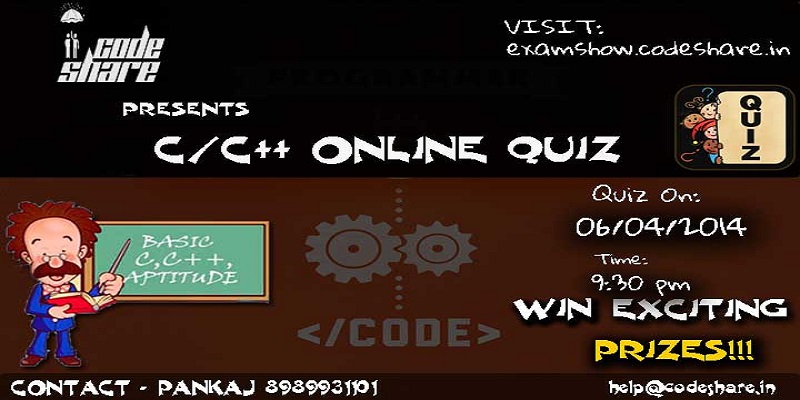 code
share
VISIT:
examshow.codeshare.in
PROGRAMMER
PRESENTS
C/C++ ONLINE QUIZ
QUIZ
Quiz On:
06/04/2014
Time:
9:30 pm
BASIC
C,C++,
APTITUDE
</CODE>
WIN EXCITING
PRIZES!!!
CONTACT - PANKAJ 8989931101
help@codeshare.in